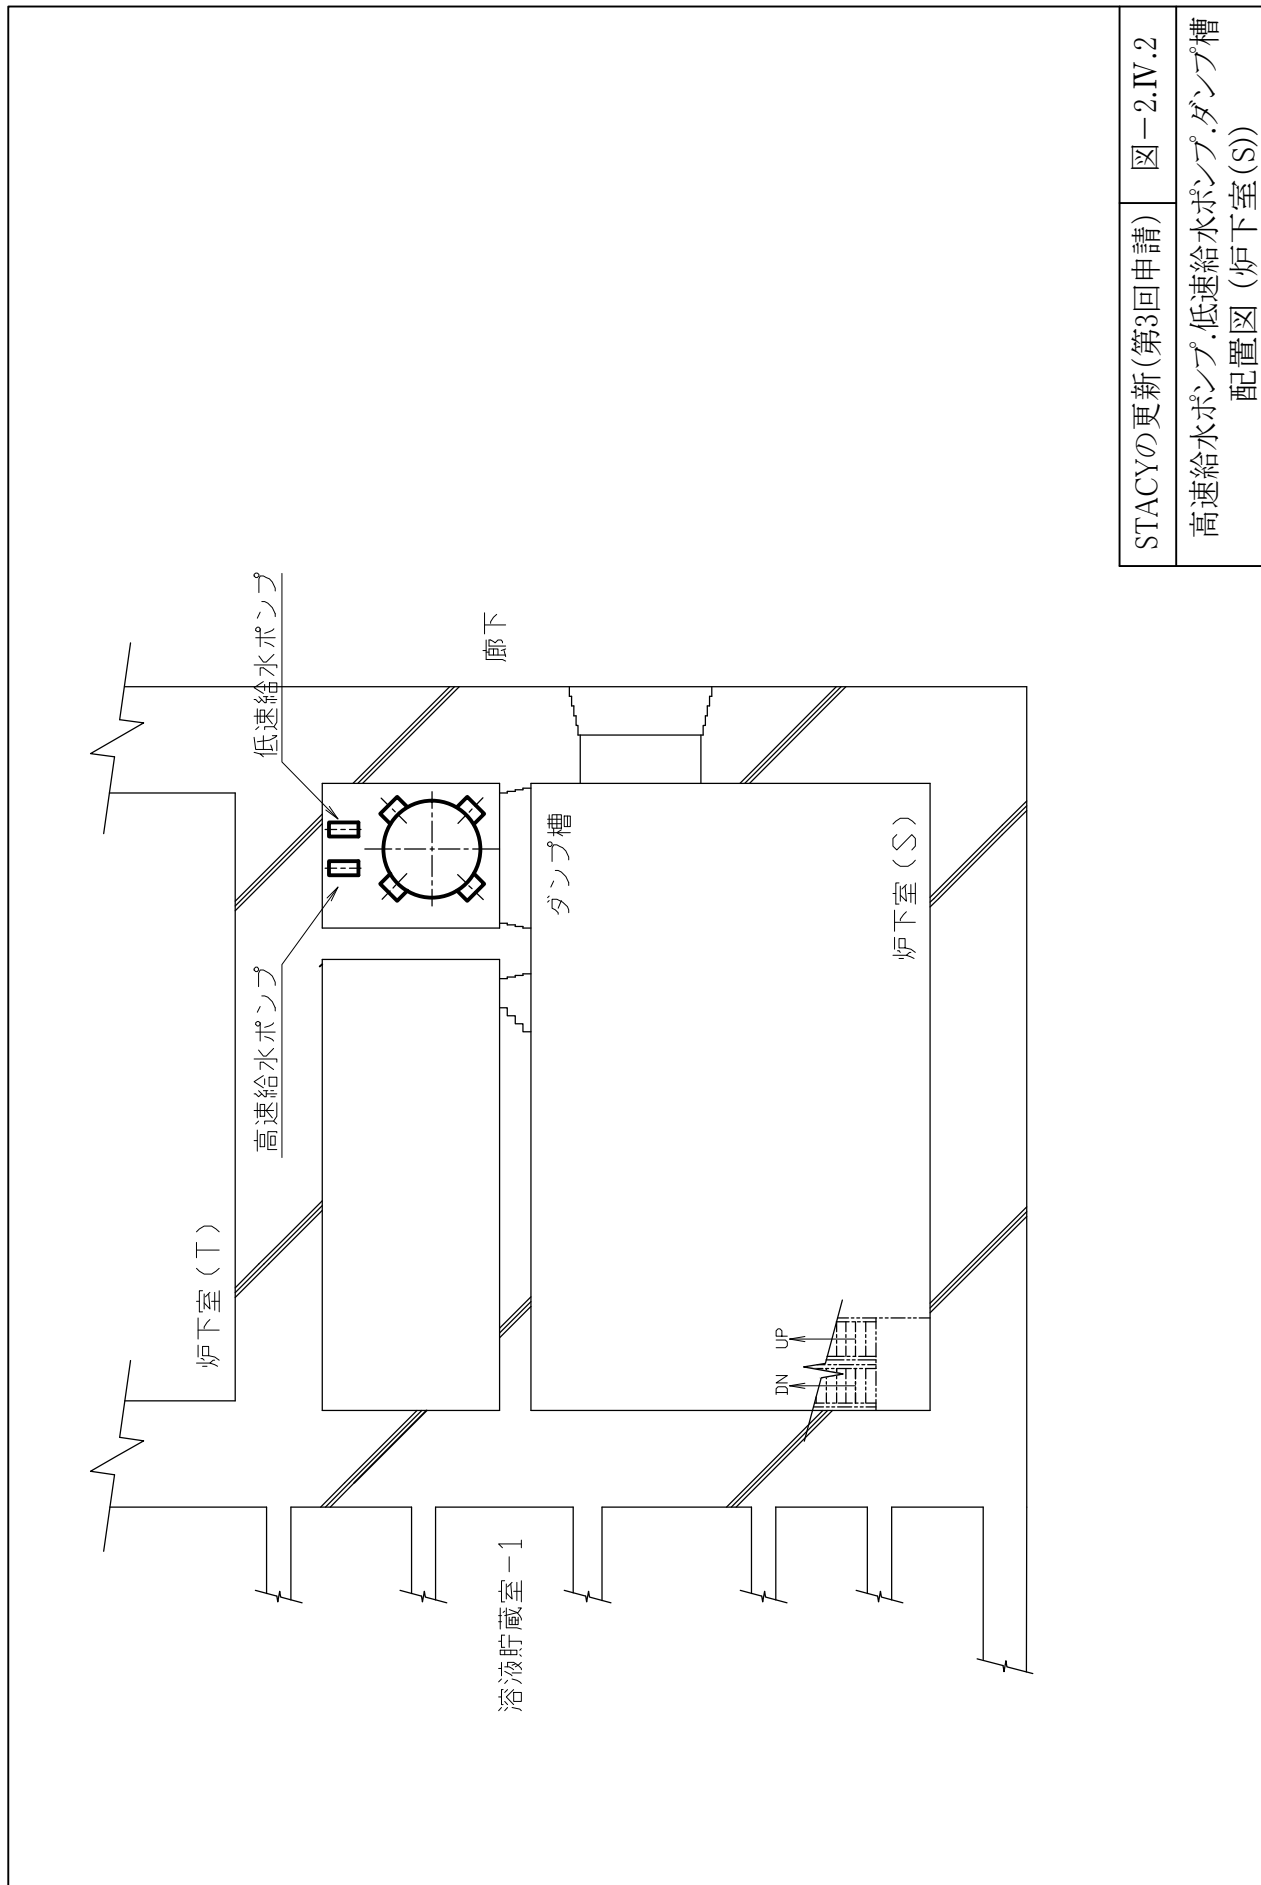 炉下室(T)
高速給水ポンプ
低速給水ポンプ
溶液貯蔵室-1
廊下
ダンプ槽
DN
UP
炉下室(S)
STACYの更新(第3回申請)
図-2.Ⅳ.2
高速給水ポンプ.低速給水ポンプ.ダンプ槽
配置図 (炉下室(S))